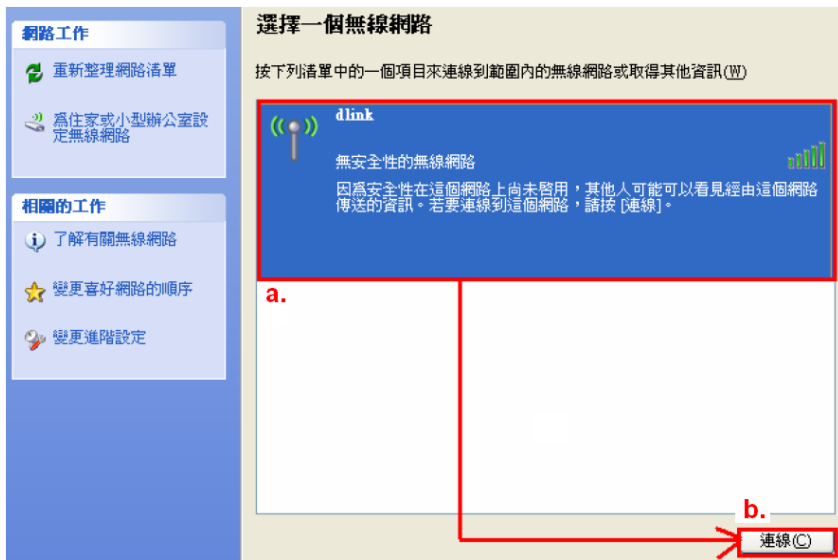 網路工作
重新整理網路清單
為住家或小型辦公室設
定無線網路
相關的工作
了解有關無線網路
變更喜好網路的順序
變更進階設定
選擇一個無線網路
按下列清單中的一個項目來連線到範圍內的無線網路或取得其他資訊(W)
dlink
無安全性的無線網路
因為安全性在這個網路上尚未啓用，其他人可能可以看見經由這個網路
傳送的資訊。若要連線到這個網路，請按 [連線]。
a.
b.
連線(C)